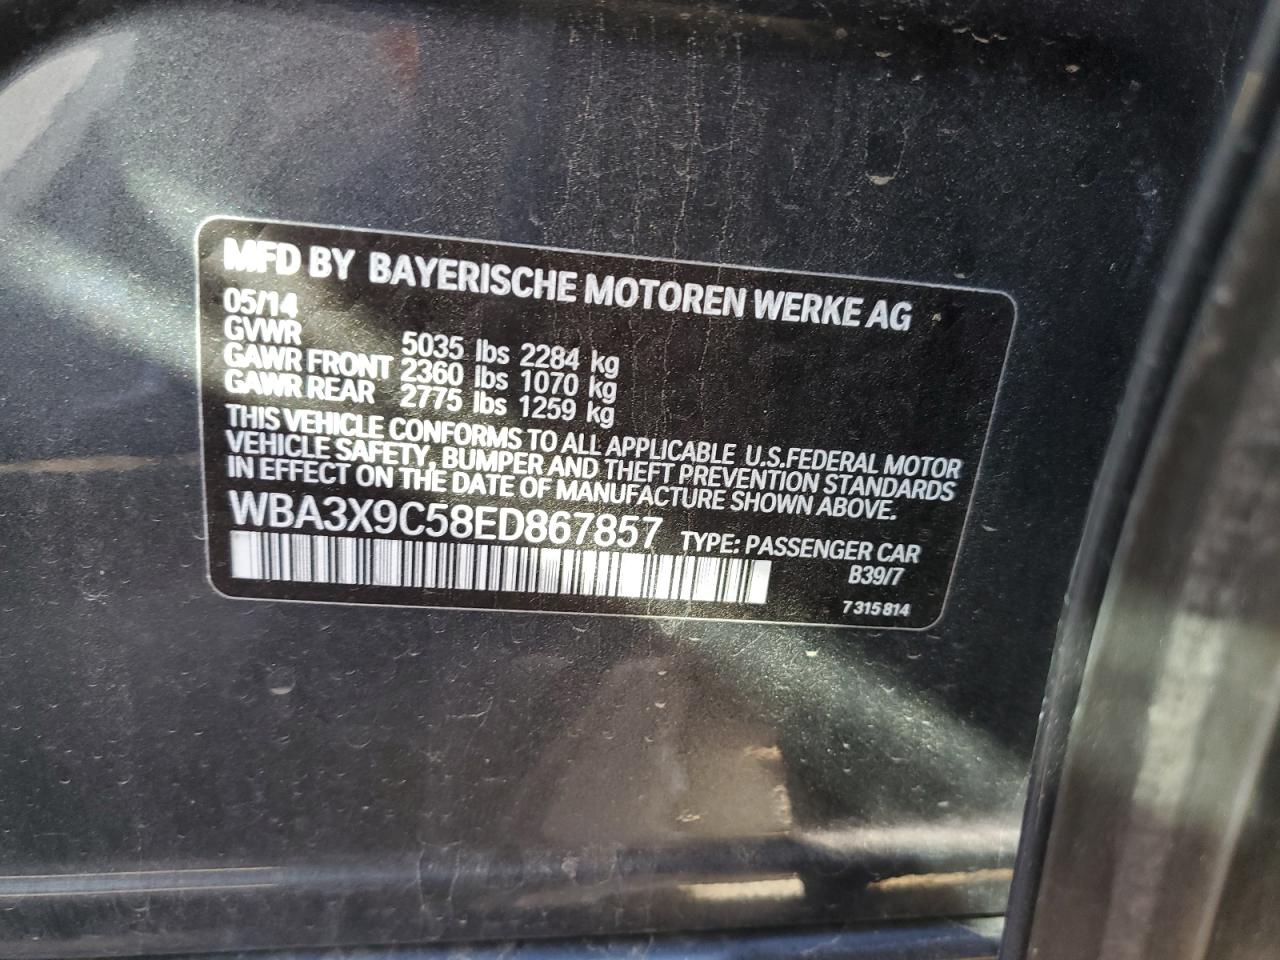 MFD BY BAYERISCHE MOTOREN WERKE AG
05/14
GVWR 5035 lbs 2284 kg
GAWR FRONT 2360 lbs 1070 kg
GAWR REAR 2775 lbs 1259 kg
THIS VEHICLE CONFORMS TO ALL APPLICABLE U.S.FEDERAL MOTOR
VEHICLE SAFETY, BUMPER AND THEFT PREVENTION STANDARDS
IN EFFECT ON THE DATE OF MANUFACTURE SHOWN ABOVE.
WBA3X9C58ED867857 TYPE: PASSENGER CAR
B39/7
7 315 814